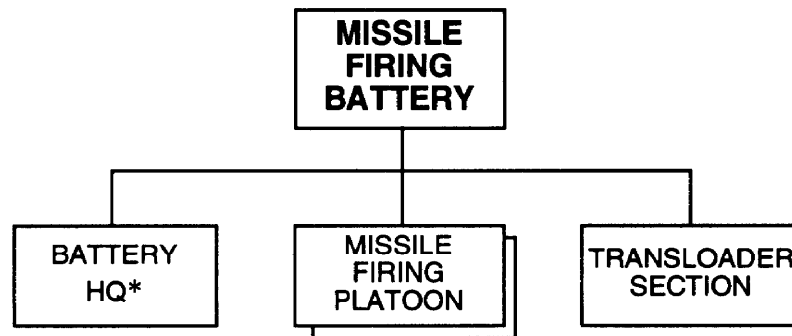 MISSILE
FIRING
BATTERY
BATTERY
HQ*
MISSILE
FIRING
PLATOON
TRANSLOADER
SECTION